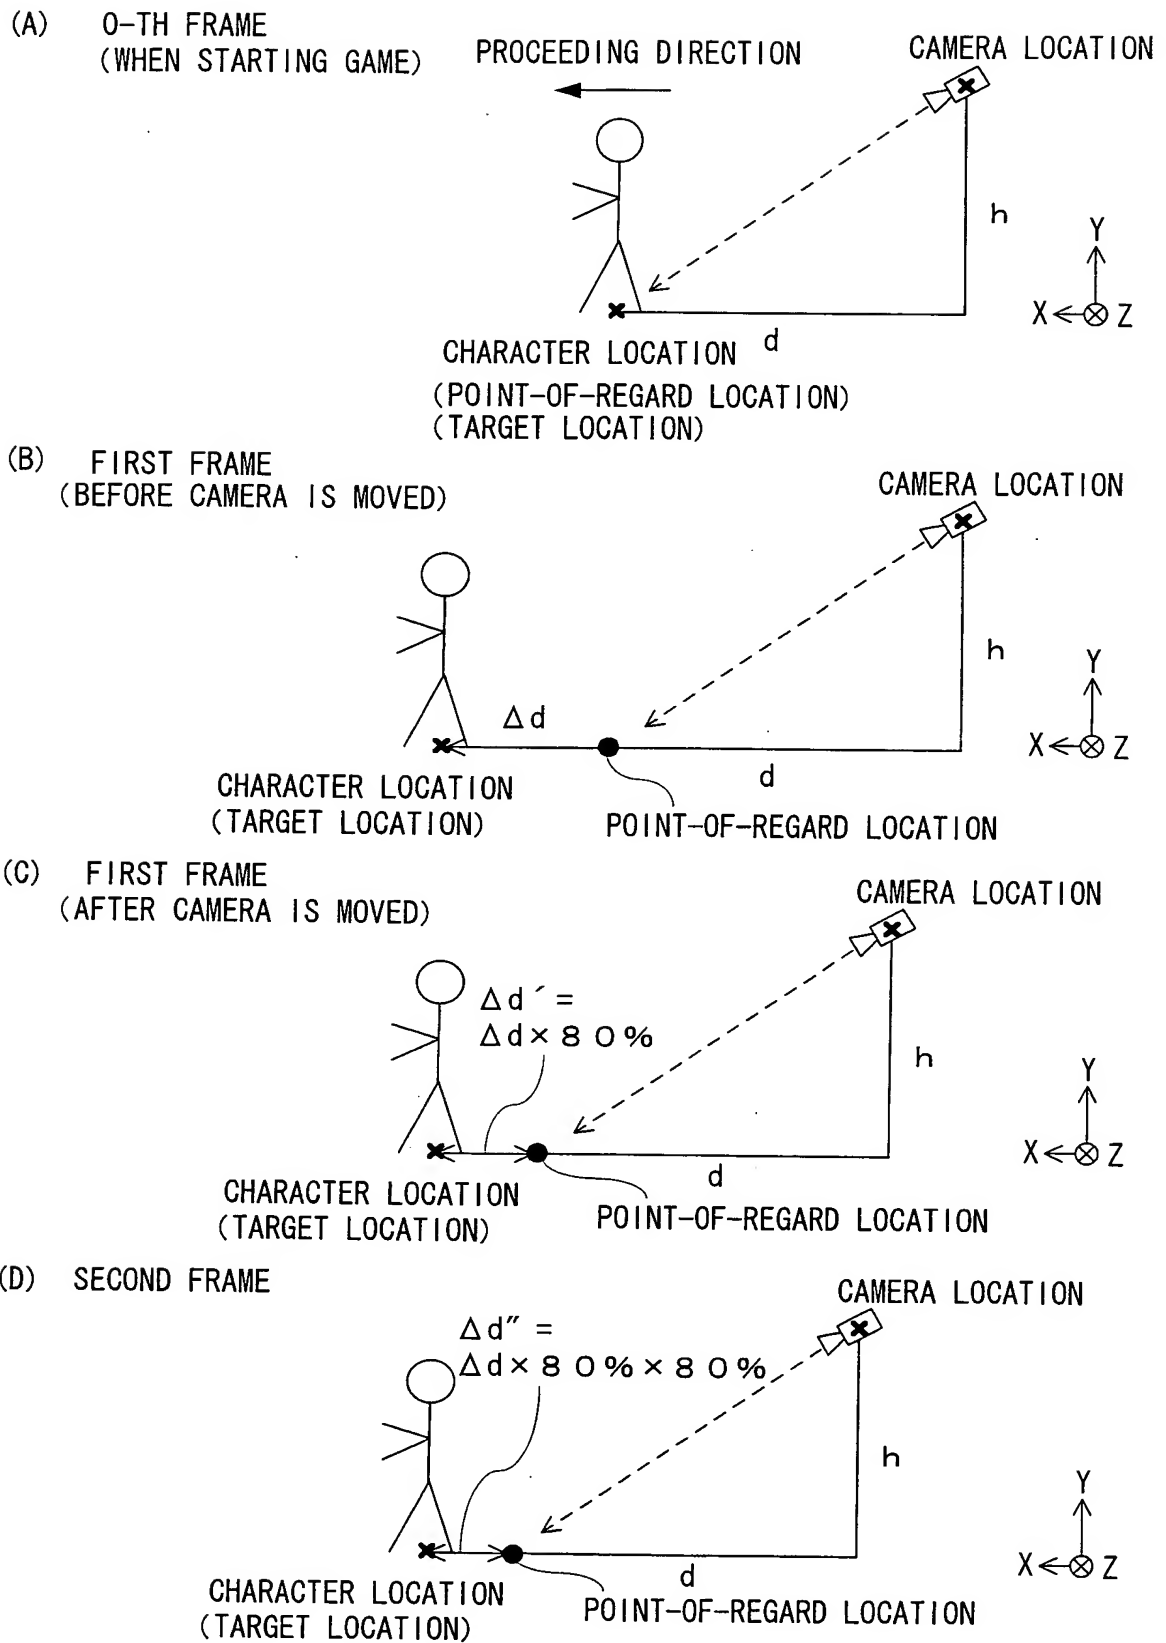 (A) 0-TH FRAME
(WHEN STARTING GAME)
PROCEEDING DIRECTION
CAMERA LOCATION
h
Y
X Z
d
CHARACTER LOCATION
(POINT-OF-REGARD LOCATION)
(TARGET LOCATION)
(B) FIRST FRAME
(BEFORE CAMERA IS MOVED)
CAMERA LOCATION
h
Y
Δd
X Z
d
CHARACTER LOCATION
(TARGET LOCATION)
POINT-OF-REGARD LOCATION
(C) FIRST FRAME
(AFTER CAMERA IS MOVED)
CAMERA LOCATION
Δd′=
Δd×80%
h
Y
X Z
d
CHARACTER LOCATION
(TARGET LOCATION)
POINT-OF-REGARD LOCATION
(D) SECOND FRAME
CAMERA LOCATION
Δd″=
Δd×80%×80%
h
Y
X Z
d
CHARACTER LOCATION
(TARGET LOCATION)
POINT-OF-REGARD LOCATION